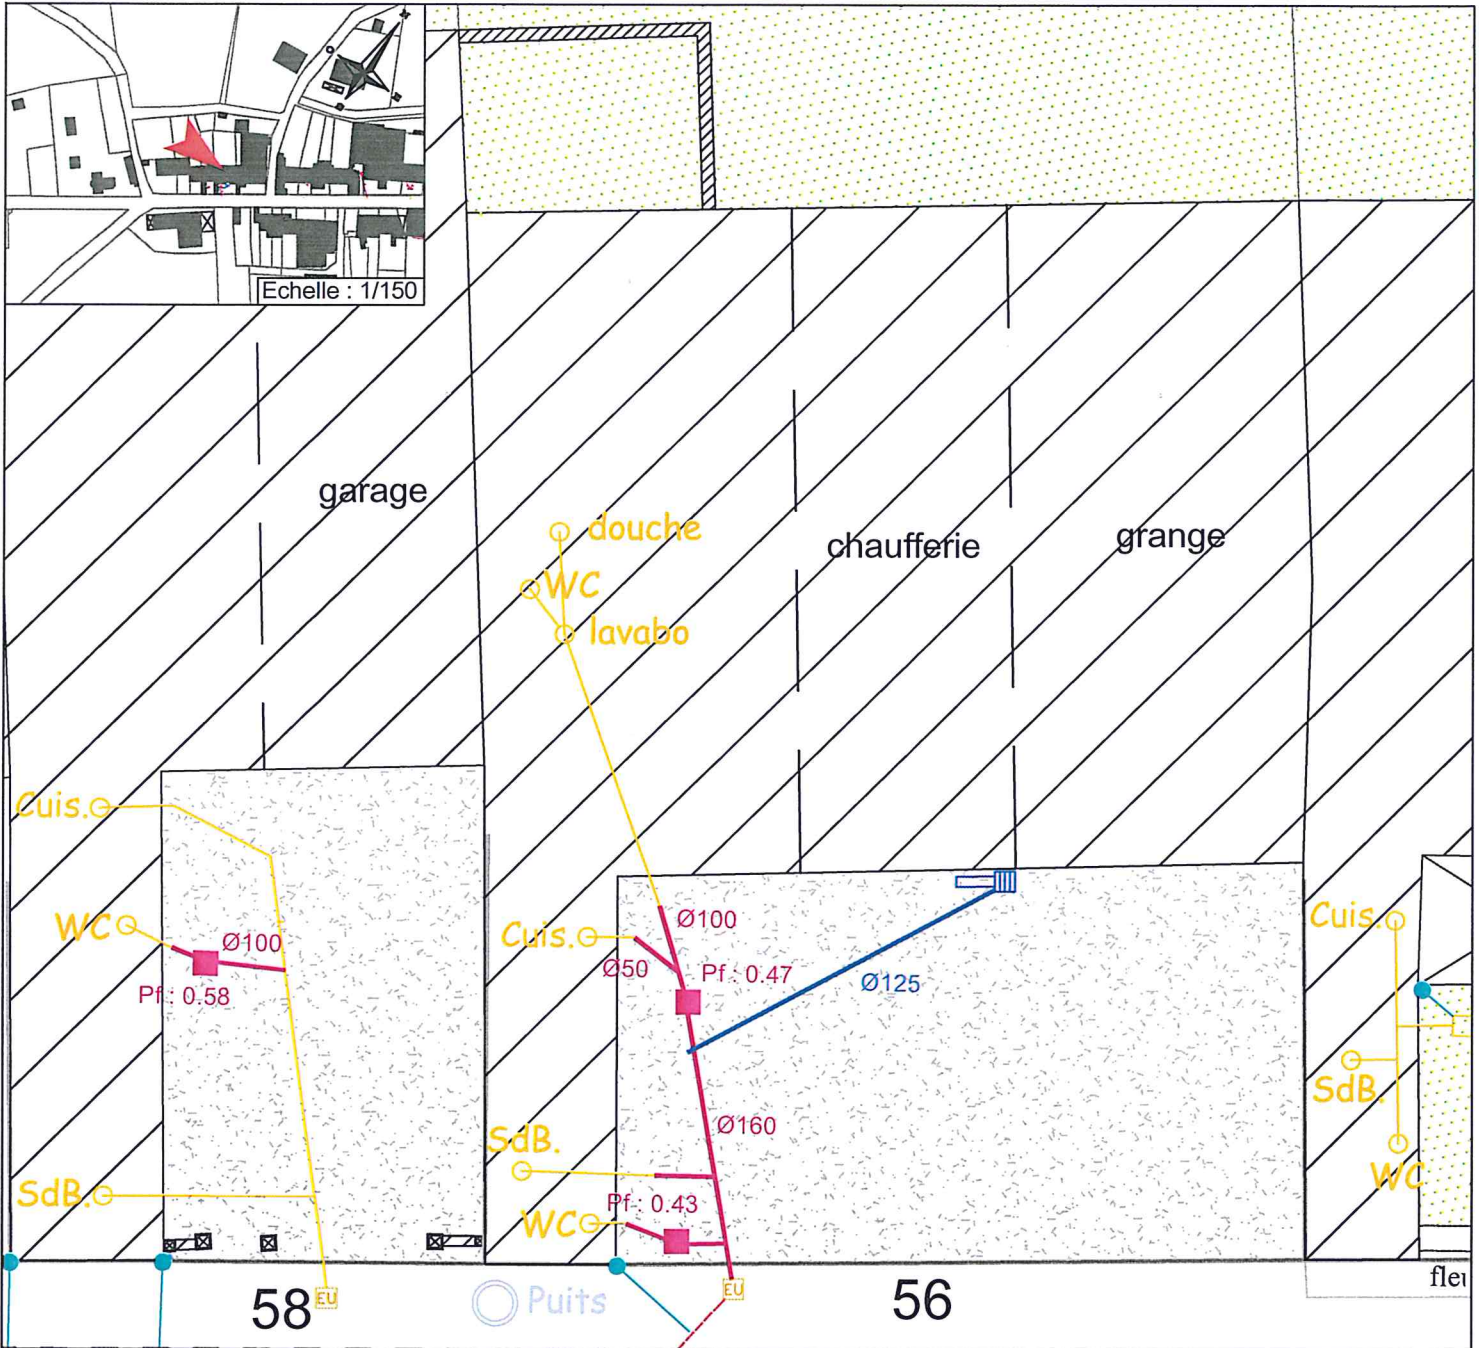 Echelle : 1/150
garage
douche
WC
lavabo
chaufferie
grange
Cuis.
WC
Ø100
Pf : 0.58
SdB.
Cuis.
Ø100
Ø50
Pf : 0.47
Ø125
Ø160
SdB.
Pf : 0.43
WC
Cuis.
SdB.
WC
58
EU
Puits
EU
56
fleu